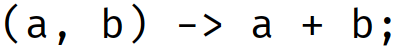 (a, b) -> a + b;